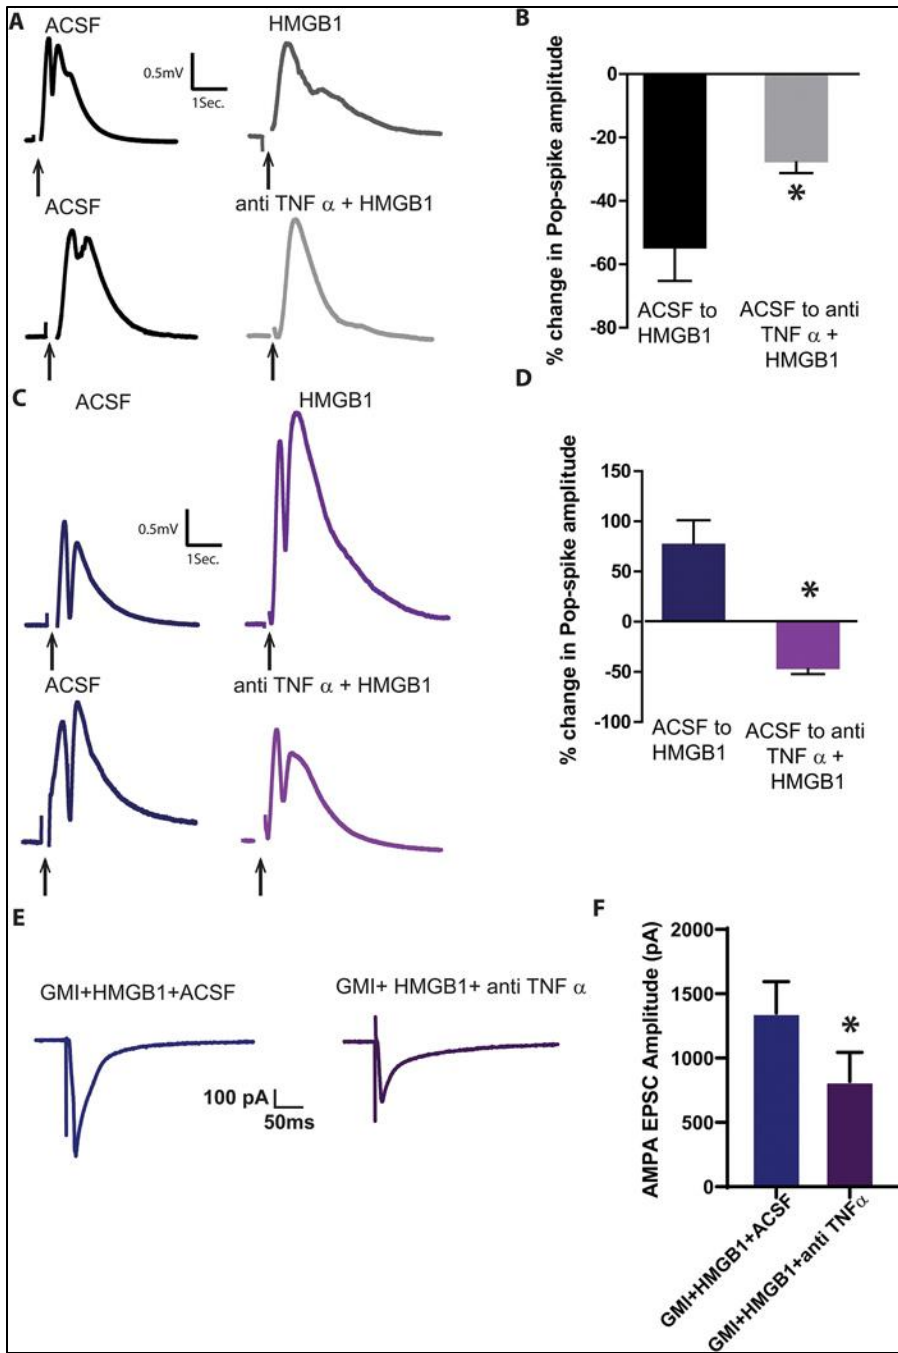 A
ACSF
HMGB1
0.5mV
1Sec.
ACSF
anti TNF α + HMGB1
B
% change in Pop-spike amplitude
0
-20
-40
-60
-80
*
ACSF to
HMGB1
ACSF to anti
TNF α +
HMGB1
C
ACSF
HMGB1
0.5mV
1Sec.
ACSF
anti TNF α + HMGB1
D
% change in Pop-spike amplitude
150
100
50
0
-50
-100
*
ACSF to
HMGB1
ACSF to anti
TNF α +
HMGB1
E
GMI+HMGB1+ACSF
GMI+ HMGB1+ anti TNF α
100 pA
50ms
F
AMPA EPSC Amplitude (pA)
2000
1500
1000
500
0
*
GMI+HMGB1+ACSF
GMI+HMGB1+anti TNFα